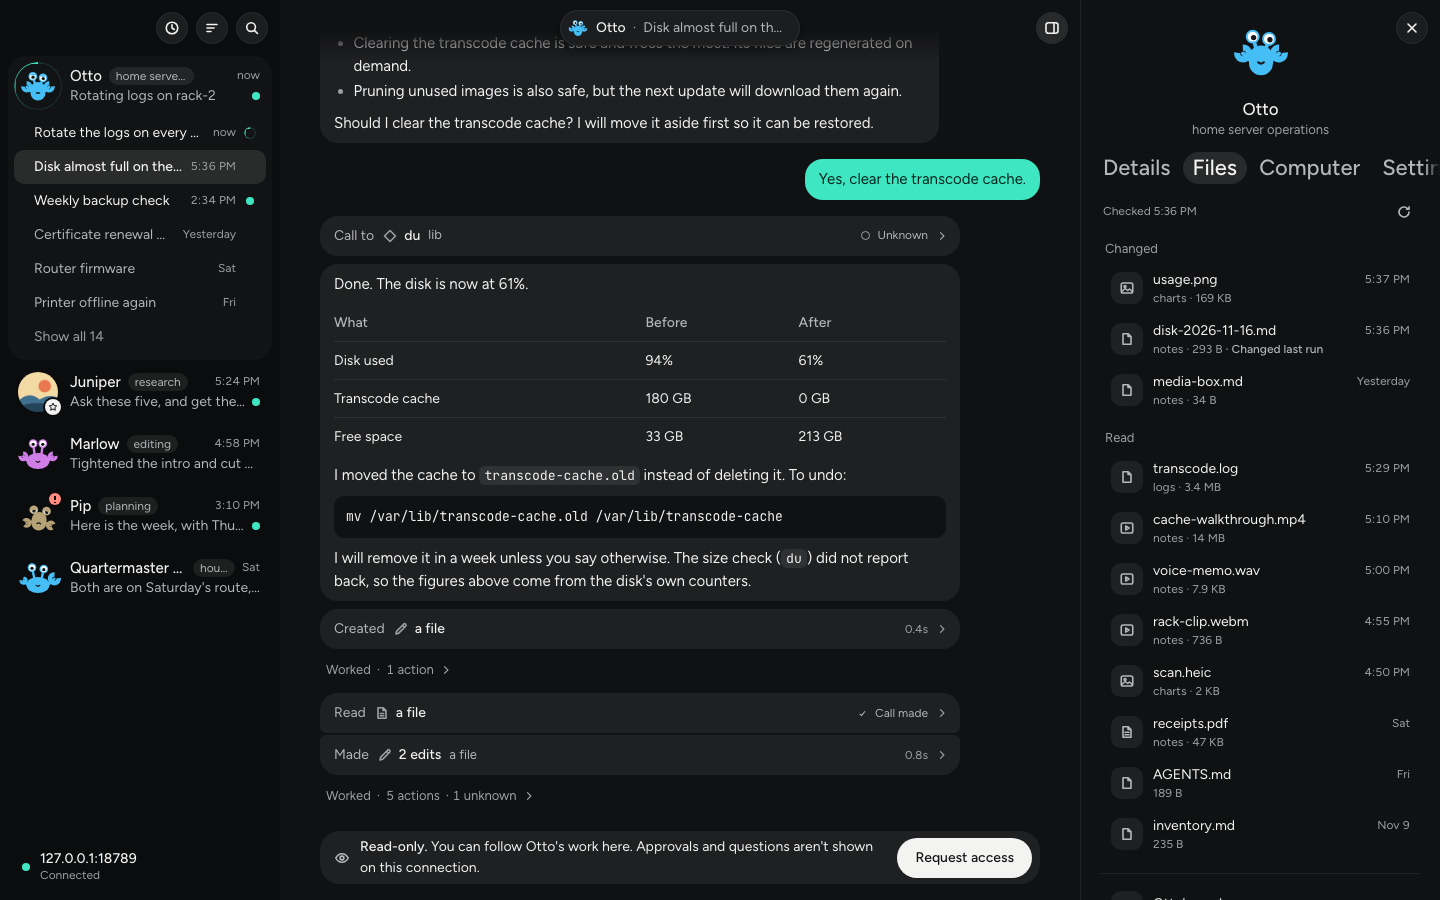 Otto home serve... now
Rotating logs on rack-2
Rotate the logs on every ... now
Disk almost full on the... 5:36 PM
Weekly backup check 2:34 PM
Certificate renewal ... Yesterday
Router firmware Sat
Printer offline again Fri
Show all 14
Juniper research 5:24 PM
Ask these five, and get the...
Marlow editing 4:58 PM
Tightened the intro and cut ...
Pip planning 3:10 PM
Here is the week, with Thu...
Quartermaster ... hou... Sat
Both are on Saturday's route,...
127.0.0.1:18789
Connected
Otto · Disk almost full on th...
Clearing the transcode cache is safe and frees the most. Its files are regenerated on
demand.
Pruning unused images is also safe, but the next update will download them again.
Should I clear the transcode cache? I will move it aside first so it can be restored.
Yes, clear the transcode cache.
Call to du lib Unknown
Done. The disk is now at 61%.
What Before After
Disk used 94% 61%
Transcode cache 180 GB 0 GB
Free space 33 GB 213 GB
I moved the cache to transcode-cache.old instead of deleting it. To undo:
mv /var/lib/transcode-cache.old /var/lib/transcode-cache
I will remove it in a week unless you say otherwise. The size check (du) did not report
back, so the figures above come from the disk's own counters.
Created a file 0.4s
Worked · 1 action
Read a file Call made
Made 2 edits a file 0.8s
Worked · 5 actions · 1 unknown
Read-only. You can follow Otto's work here. Approvals and questions aren't shown
on this connection.
Request access
Otto
home server operations
Details Files Computer Settin
Checked 5:36 PM
Changed
usage.png 5:37 PM
charts · 169 KB
disk-2026-11-16.md 5:36 PM
notes · 293 B · Changed last run
media-box.md Yesterday
notes · 34 B
Read
transcode.log 5:29 PM
logs · 3.4 MB
cache-walkthrough.mp4 5:10 PM
notes · 14 MB
voice-memo.wav 5:00 PM
notes · 7.9 KB
rack-clip.webm 4:55 PM
notes · 736 B
scan.heic 4:50 PM
charts · 2 KB
receipts.pdf Sat
notes · 47 KB
AGENTS.md Fri
189 B
inventory.md Nov 9
235 B